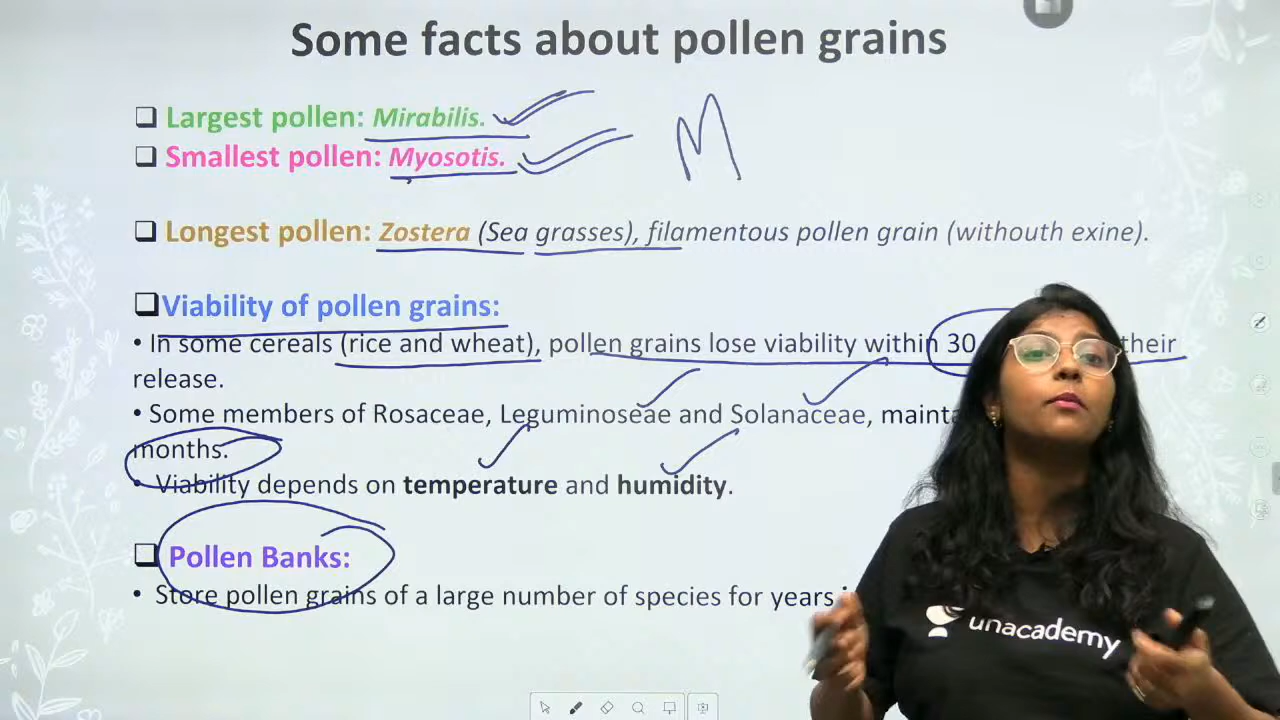 Some facts about pollen grains
❑ Largest pollen: Mirabilis.
❑ Smallest pollen: Myosotis.
M
❑ Longest pollen: Zostera (Sea grasses), filamentous pollen grain (withouth exine).
❑Viability of pollen grains:
• In some cereals (rice and wheat), pollen grains lose viability within 30 their
release.
• Some members of Rosaceae, Leguminoseae and Solanaceae,
months.
• Viability depends on temperature and humidity.
❑ Pollen Banks:
• Store pollen grains of a large number of species for years
unacademy